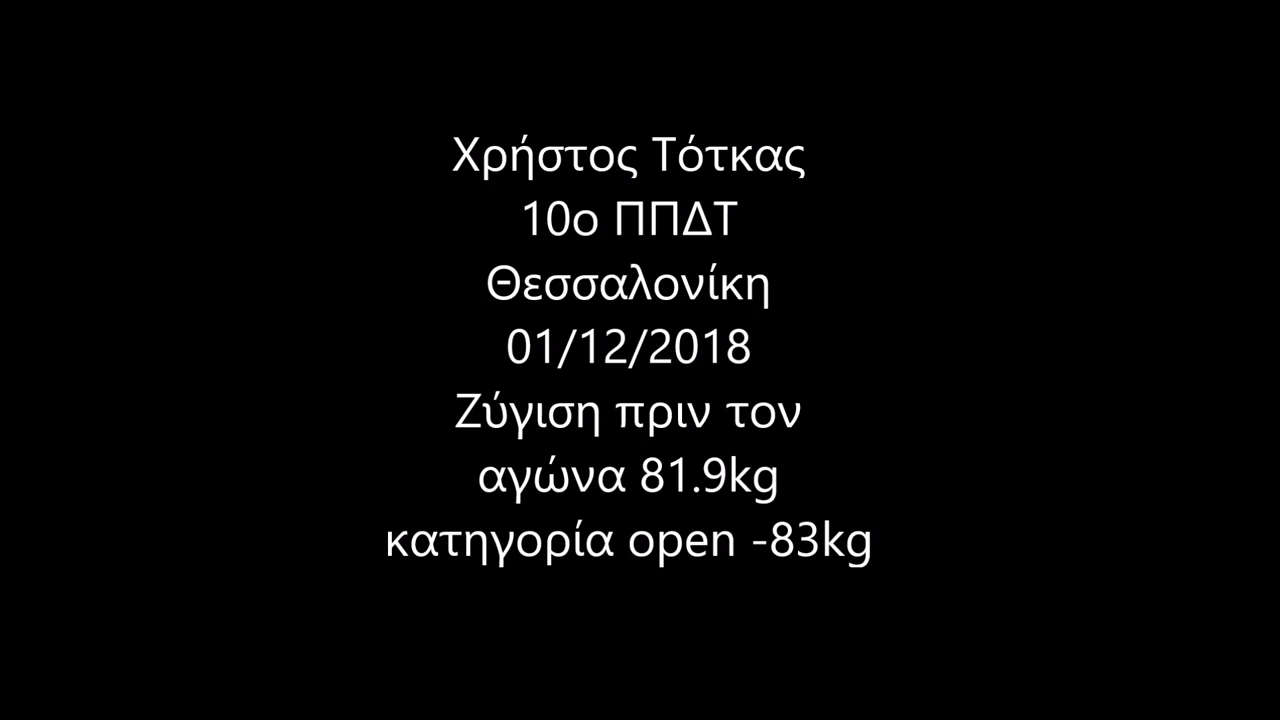 Χρήστος Τότκας
10ο ΠΠΔΤ
Θεσσαλονίκη
01/12/2018
Ζύγιση πριν τον
αγώνα 81.9kg
κατηγορία open -83kg